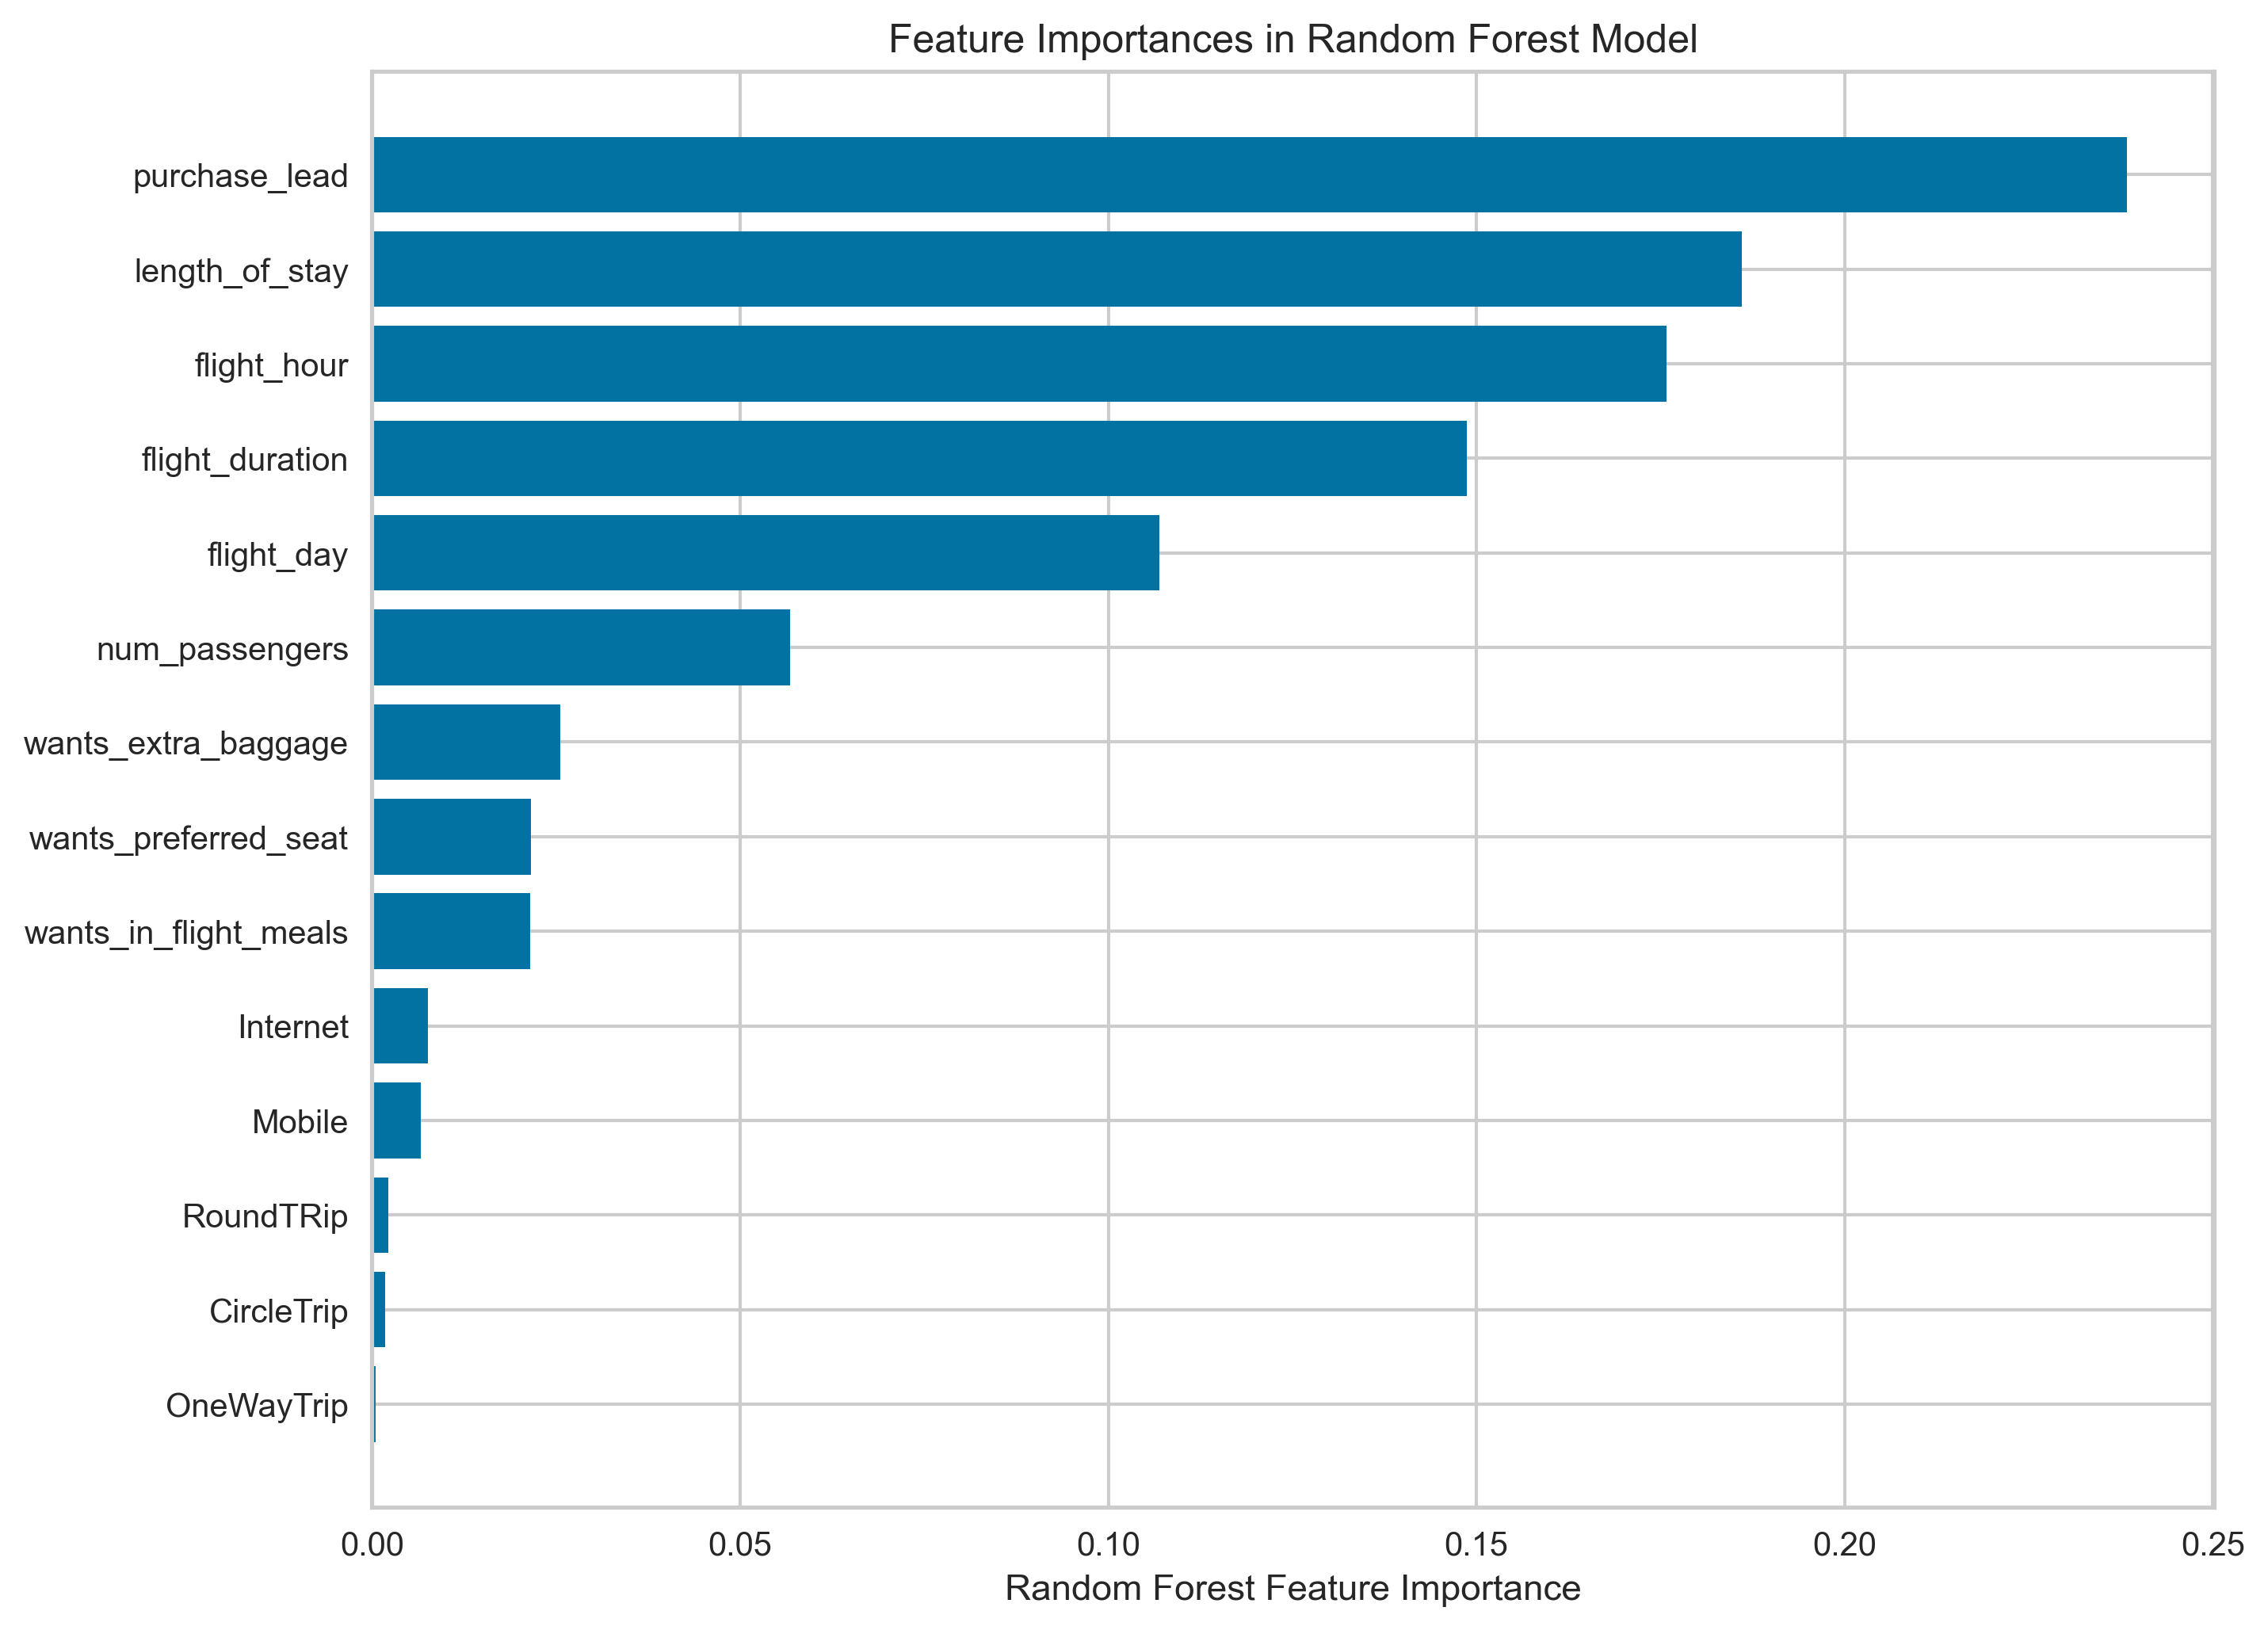 Feature Importances in Random Forest Model
purchase_lead
length_of_stay
flight_hour
flight_duration
flight_day
num_passengers
wants_extra_baggage
wants_preferred_seat
wants_in_flight_meals
Internet
Mobile
RoundTRip
CircleTrip
OneWayTrip
0.00 0.05 0.10 0.15 0.20 0.25
Random Forest Feature Importance